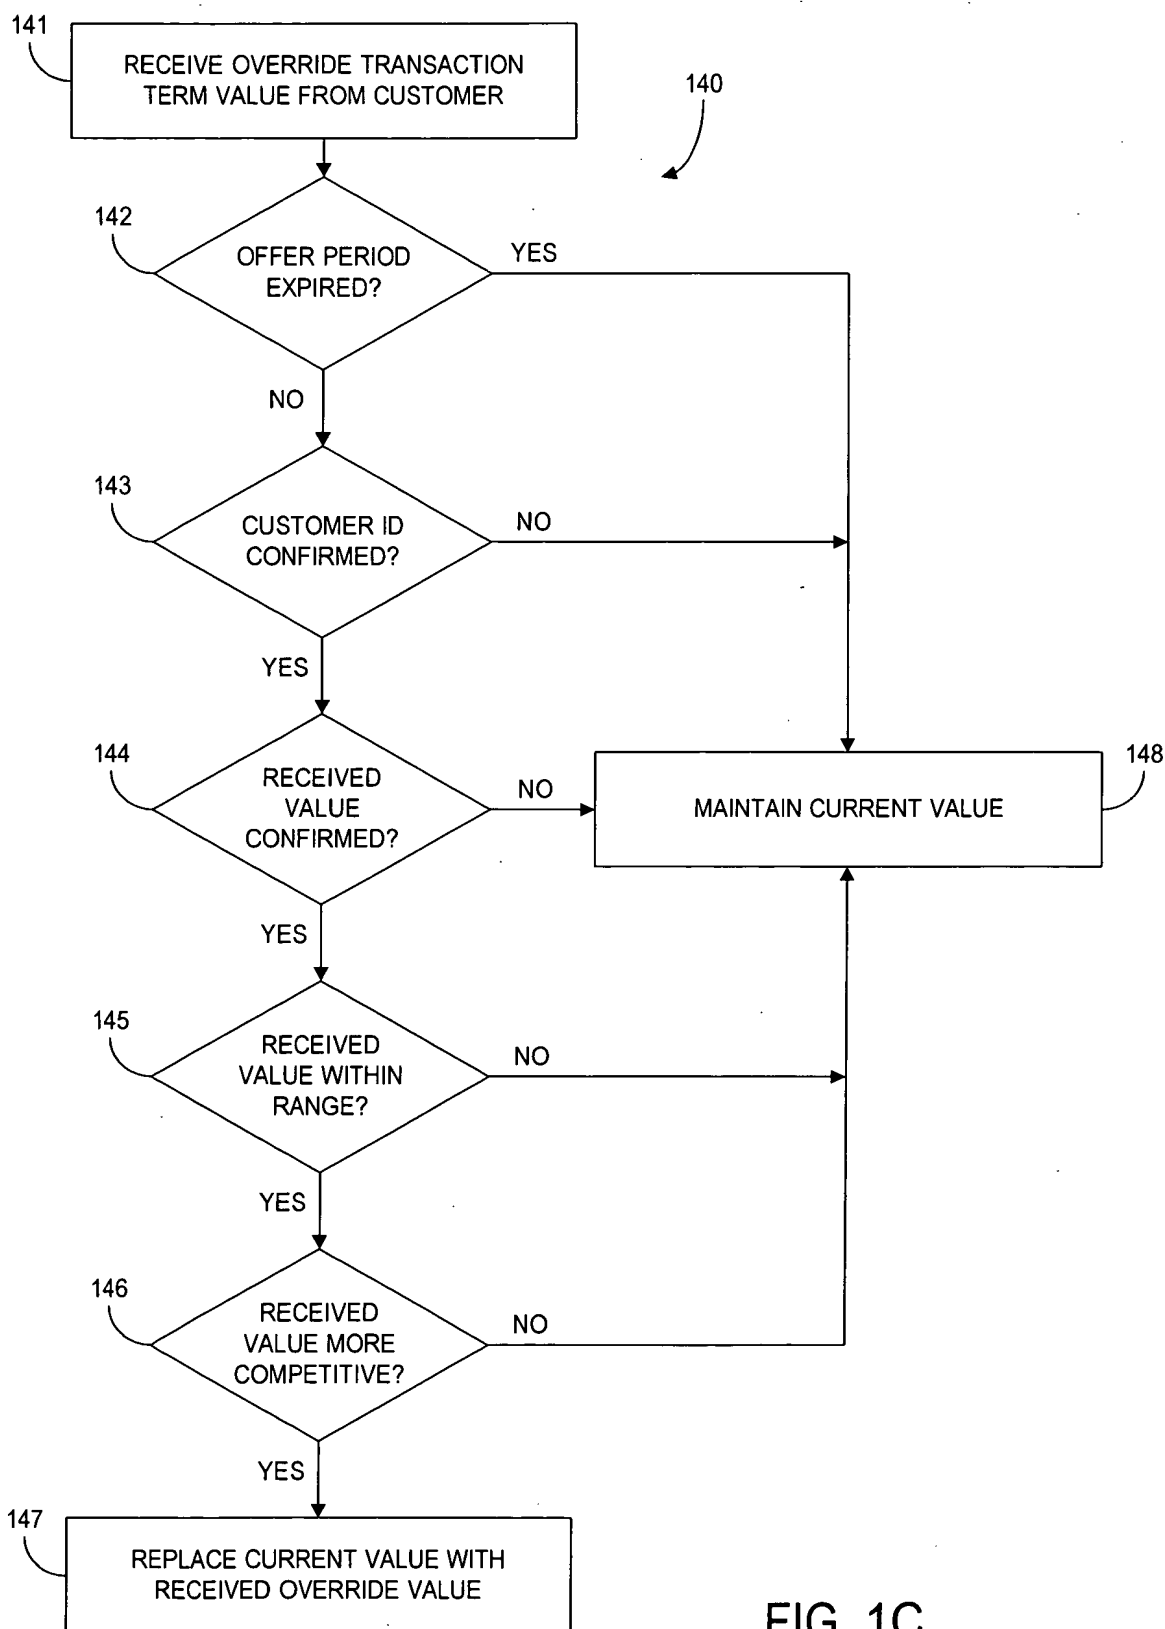 141
RECEIVE OVERRIDE TRANSACTION
TERM VALUE FROM CUSTOMER
140
142
OFFER PERIOD
EXPIRED?
YES
NO
143
CUSTOMER ID
CONFIRMED?
NO
YES
144
RECEIVED
VALUE
CONFIRMED?
NO
MAINTAIN CURRENT VALUE
148
YES
145
RECEIVED
VALUE WITHIN
RANGE?
NO
YES
146
RECEIVED
VALUE MORE
COMPETITIVE?
NO
YES
147
REPLACE CURRENT VALUE WITH
RECEIVED OVERRIDE VALUE
FIG. 1C